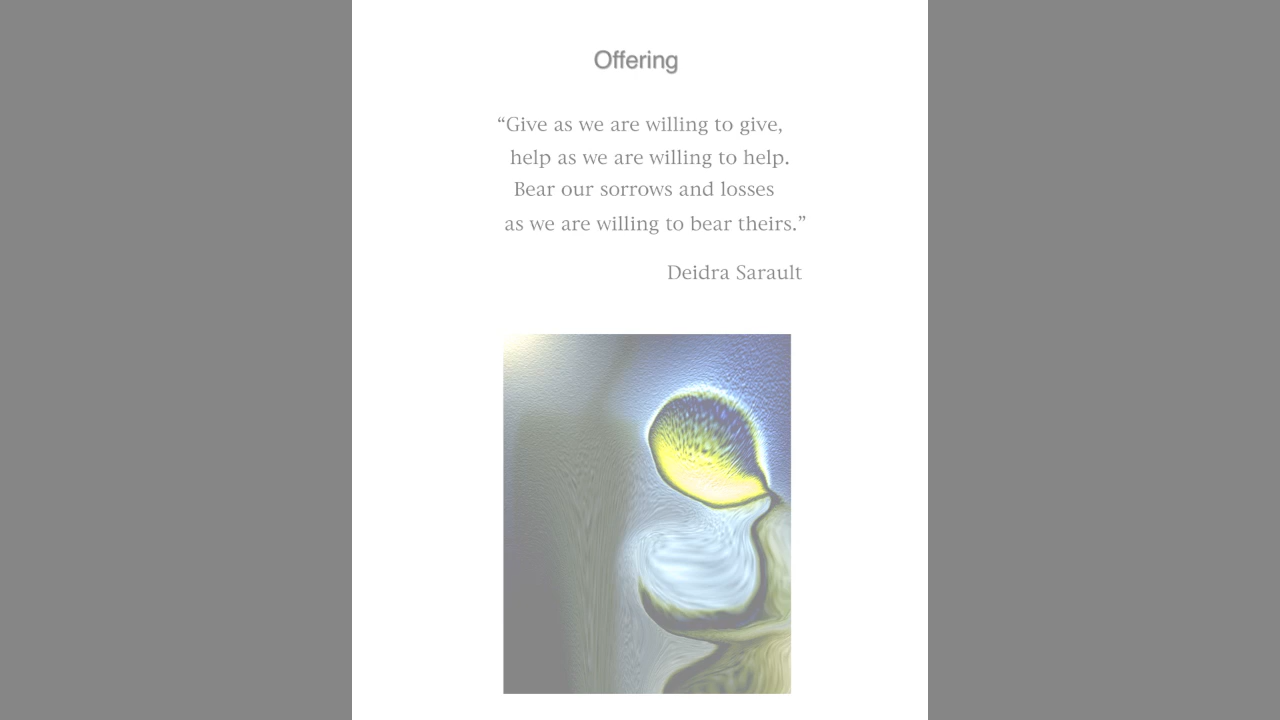 Offering
“Give as we are willing to give,
help as we are willing to help.
Bear our sorrows and losses
as we are willing to bear theirs.”
Deidra Sarault